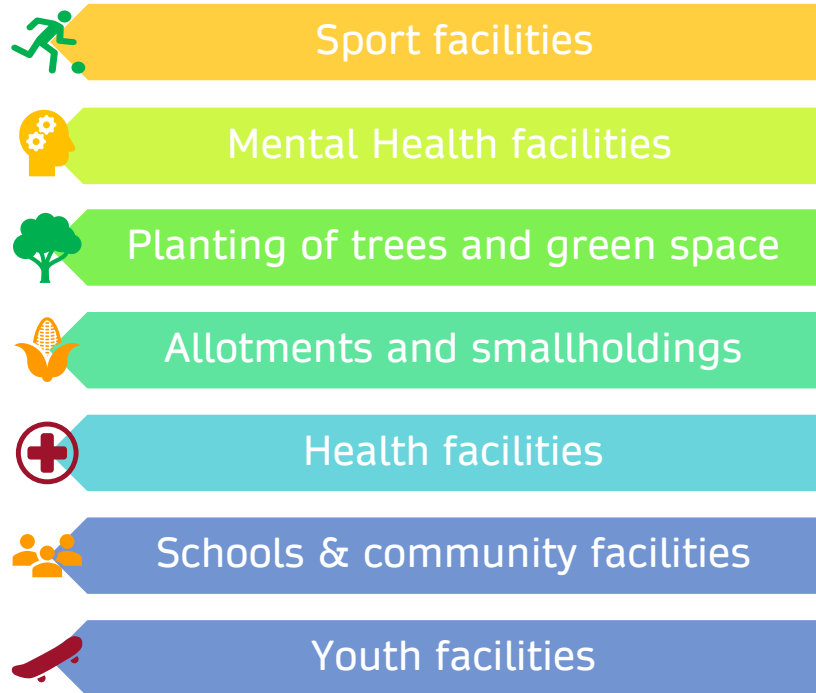 Sport facilities
Mental Health facilities
Planting of trees and green space
Allotments and smallholdings
Health facilities
Schools & community facilities
Youth facilities